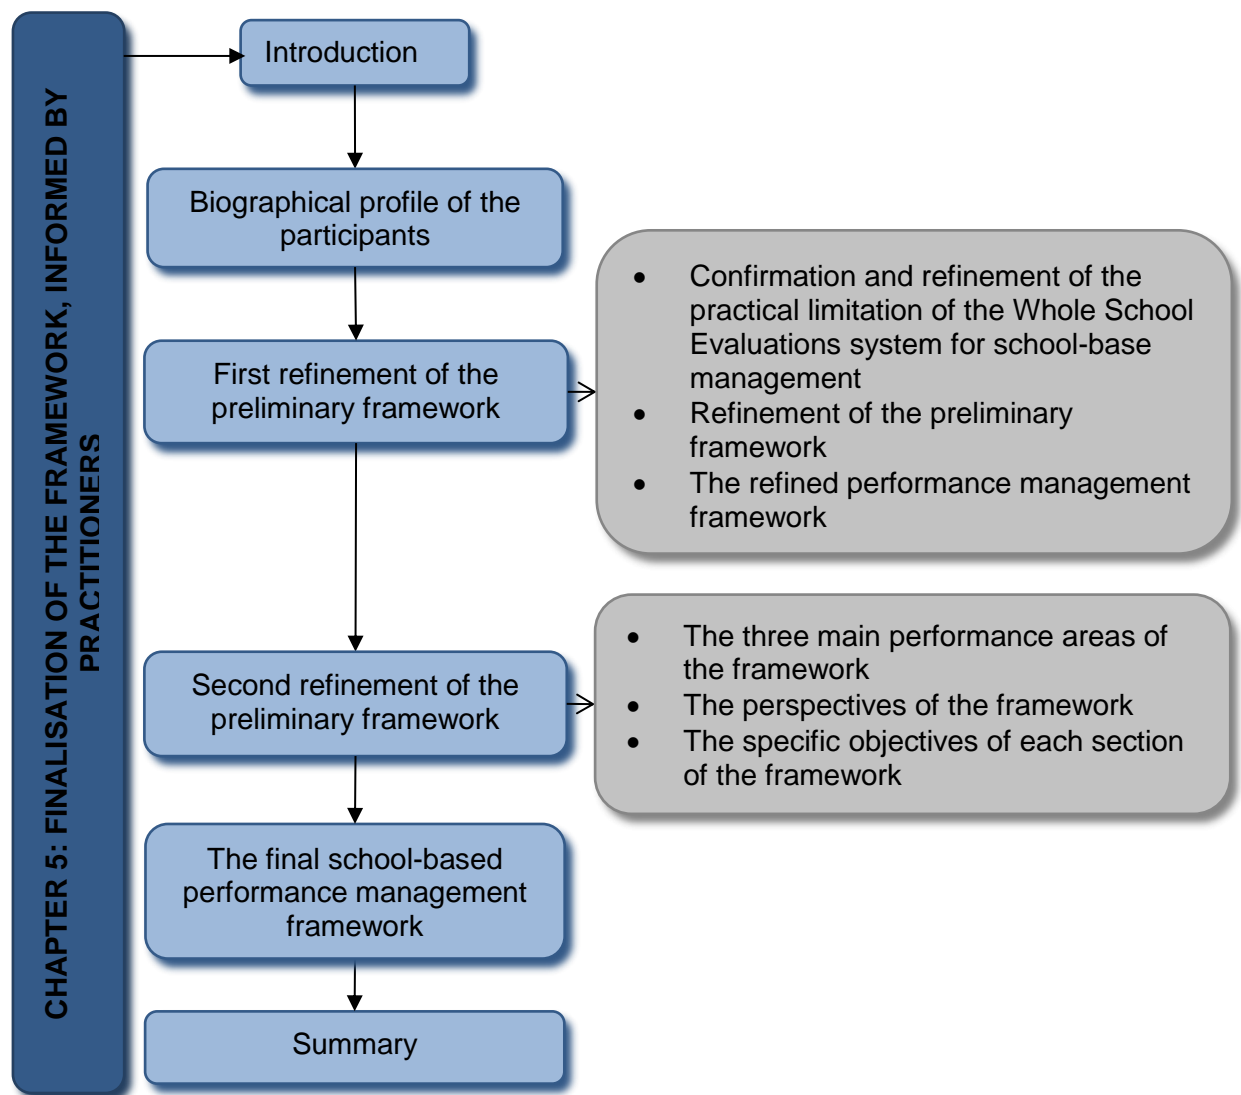 CHAPTER 5: FINALISATION OF THE FRAMEWORK, INFORMED BY
PRACTITIONERS
Introduction
Biographical profile of the
participants
First refinement of the
preliminary framework
• Confirmation and refinement of the
practical limitation of the Whole School
Evaluations system for school-base
management
• Refinement of the preliminary
framework
• The refined performance management
framework
Second refinement of the
preliminary framework
• The three main performance areas of
the framework
• The perspectives of the framework
• The specific objectives of each section
of the framework
The final school-based
performance management
framework
Summary